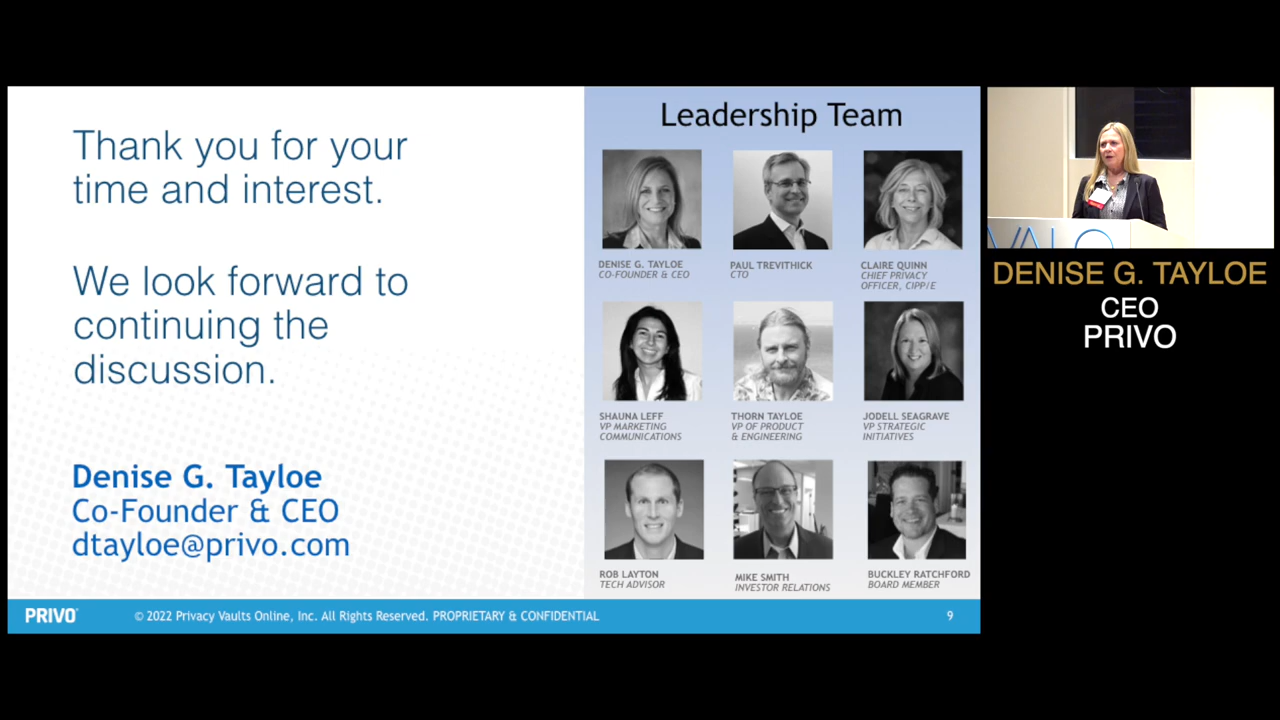 Thank you for your
time and interest.
We look forward to
continuing the
discussion.
Denise G. Tayloe
Co-Founder & CEO
dtayloe@privo.com
Leadership Team
DENISE G. TAYLOE
CO-FOUNDER & CEO
PAUL TREVITHICK
CTO
CLAIRE QUINN
CHIEF PRIVACY
OFFICER, CIPP/E
SHAUNA LEFF
VP MARKETING
COMMUNICATIONS
THORN TAYLOE
VP OF PRODUCT
& ENGINEERING
JODELL SEAGRAVE
VP STRATEGIC
INITIATIVES
ROB LAYTON
TECH ADVISOR
MIKE SMITH
INVESTOR RELATIONS
BUCKLEY RATCHFORD
BOARD MEMBER
PRIVO
© 2022 Privacy Vaults Online, Inc. All Rights Reserved. PROPRIETARY & CONFIDENTIAL
9
DENISE G. TAYLOE
CEO
PRIVO